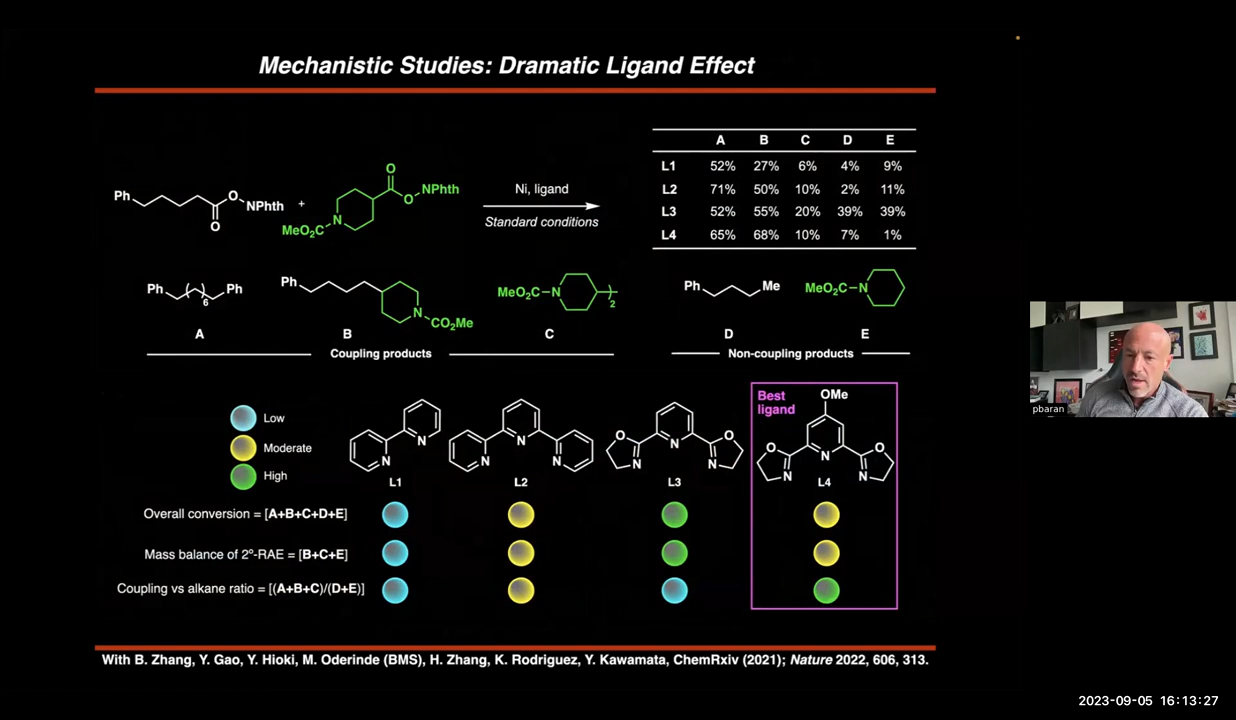 Mechanistic Studies: Dramatic Ligand Effect
Ph
O
O
NPhth
+
O
O
NPhth
N
MeO₂C
Ni, ligand
Standard conditions
A B C D E
L1 52% 27% 6% 4% 9%
L2 71% 50% 10% 2% 11%
L3 52% 55% 20% 39% 39%
L4 65% 68% 10% 7% 1%
Ph ( )6 Ph
A
Ph
N
CO₂Me
B
MeO₂C N )2
C
Ph Me
D
MeO₂C N
E
Coupling products
Non-coupling products
Low
Moderate
High
N
N
L1
N
N
N
L2
O
O
N
N
N
L3
Best
ligand
OMe
O
O
N
N
N
L4
Overall conversion = [A+B+C+D+E]
Mass balance of 2º-RAE = [B+C+E]
Coupling vs alkane ratio = [(A+B+C)/(D+E)]
With B. Zhang, Y. Gao, Y. Hioki, M. Oderinde (BMS), H. Zhang, K. Rodriguez, Y. Kawamata, ChemRxiv (2021); Nature 2022, 606, 313.
pbaran
2023-09-05 16:13:27